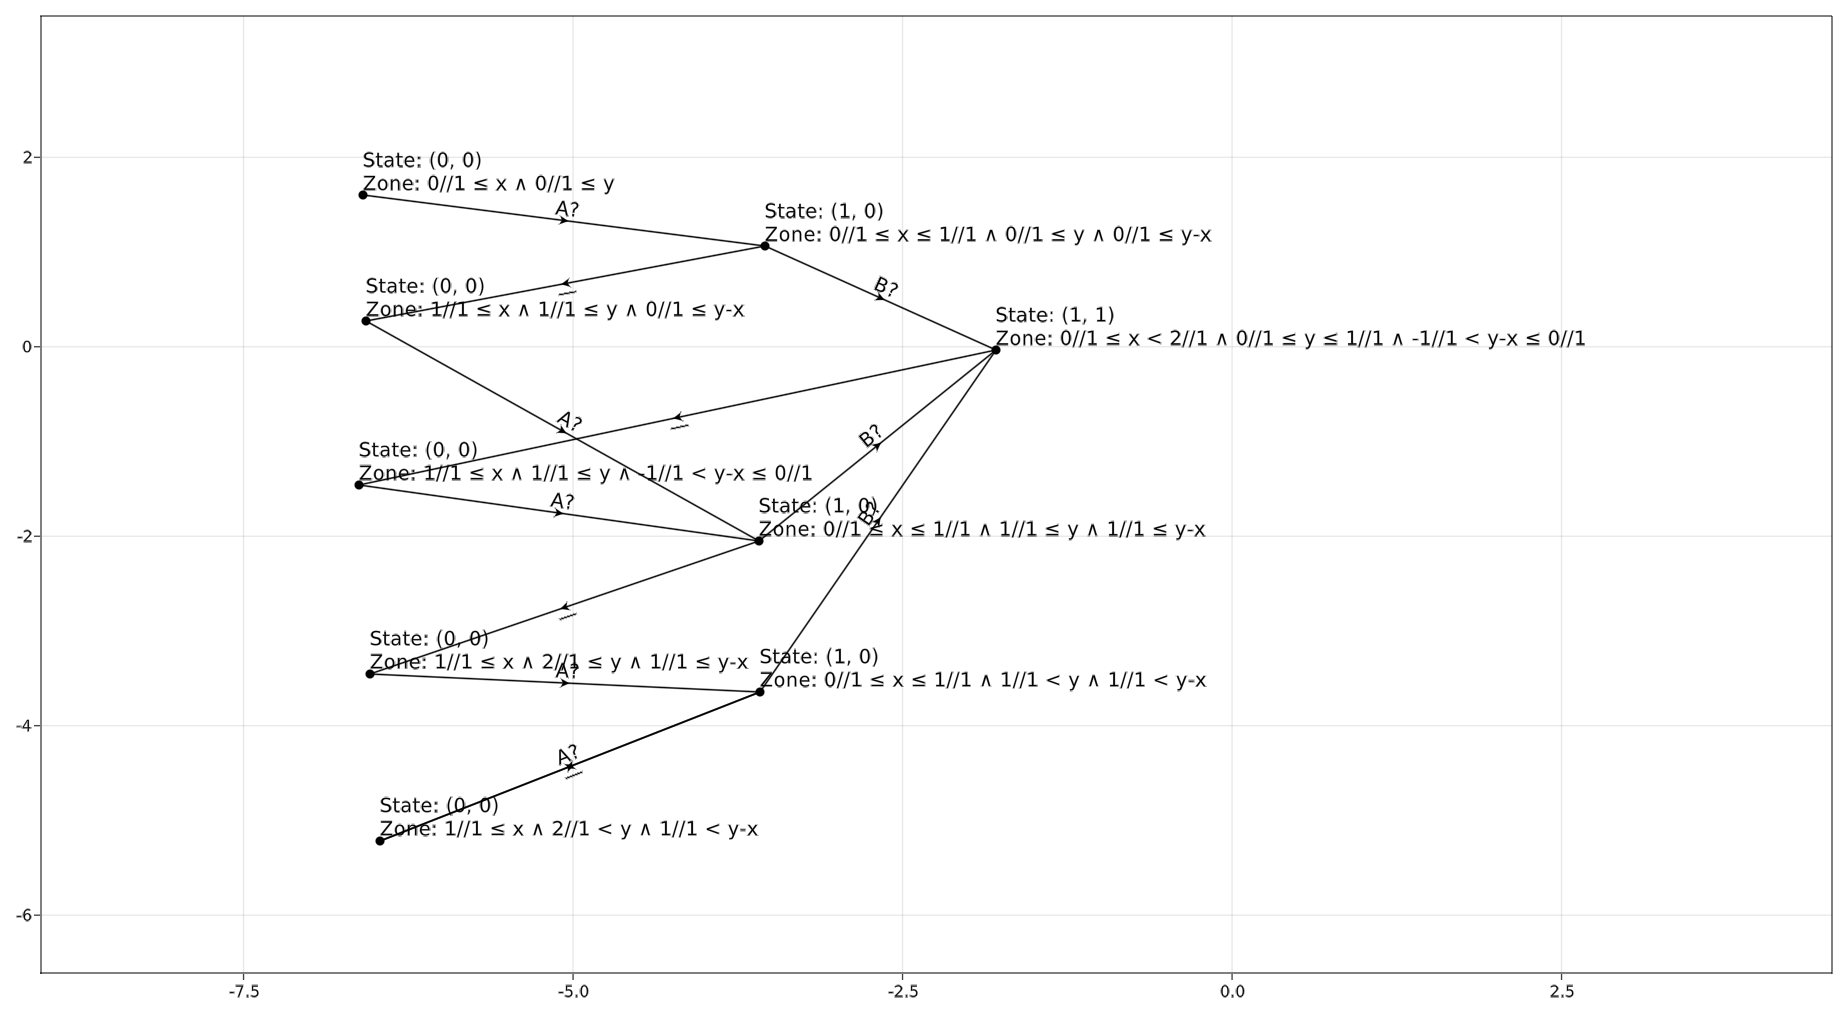 2
0
-2
-4
-6
-7.5
-5.0
-2.5
0.0
2.5
State: (0, 0)
Zone: 0//1 ≤ x ∧ 0//1 ≤ y
A?
State: (1, 0)
Zone: 0//1 ≤ x ≤ 1//1 ∧ 0//1 ≤ y ∧ 0//1 ≤ y-x
B?
State: (0, 0)
Zone: 1//1 ≤ x ∧ 1//1 ≤ y ∧ 0//1 ≤ y-x
State: (1, 1)
Zone: 0//1 ≤ x < 2//1 ∧ 0//1 ≤ y ≤ 1//1 ∧ -1//1 < y-x ≤ 0//1
A?
B?
State: (0, 0)
Zone: 1//1 ≤ x ∧ 1//1 ≤ y ∧ -1//1 < y-x ≤ 0//1
A?
State: (1, 0)
B?
Zone: 0//1 ≤ x ≤ 1//1 ∧ 1//1 ≤ y ∧ 1//1 ≤ y-x
State: (0, 0)
Zone: 1//1 ≤ x ∧ 2//1 ≤ y ∧ 1//1 ≤ y-x
A?
State: (1, 0)
Zone: 0//1 ≤ x ≤ 1//1 ∧ 1//1 < y ∧ 1//1 < y-x
A?
State: (0, 0)
Zone: 1//1 ≤ x ∧ 2//1 < y ∧ 1//1 < y-x